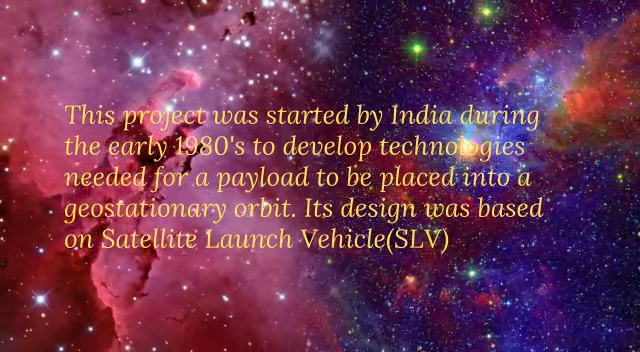 This project was started by India during
the early 1980's to develop technologies
needed for a payload to be placed into a
geostationary orbit. Its design was based
on Satellite Launch Vehicle(SLV)